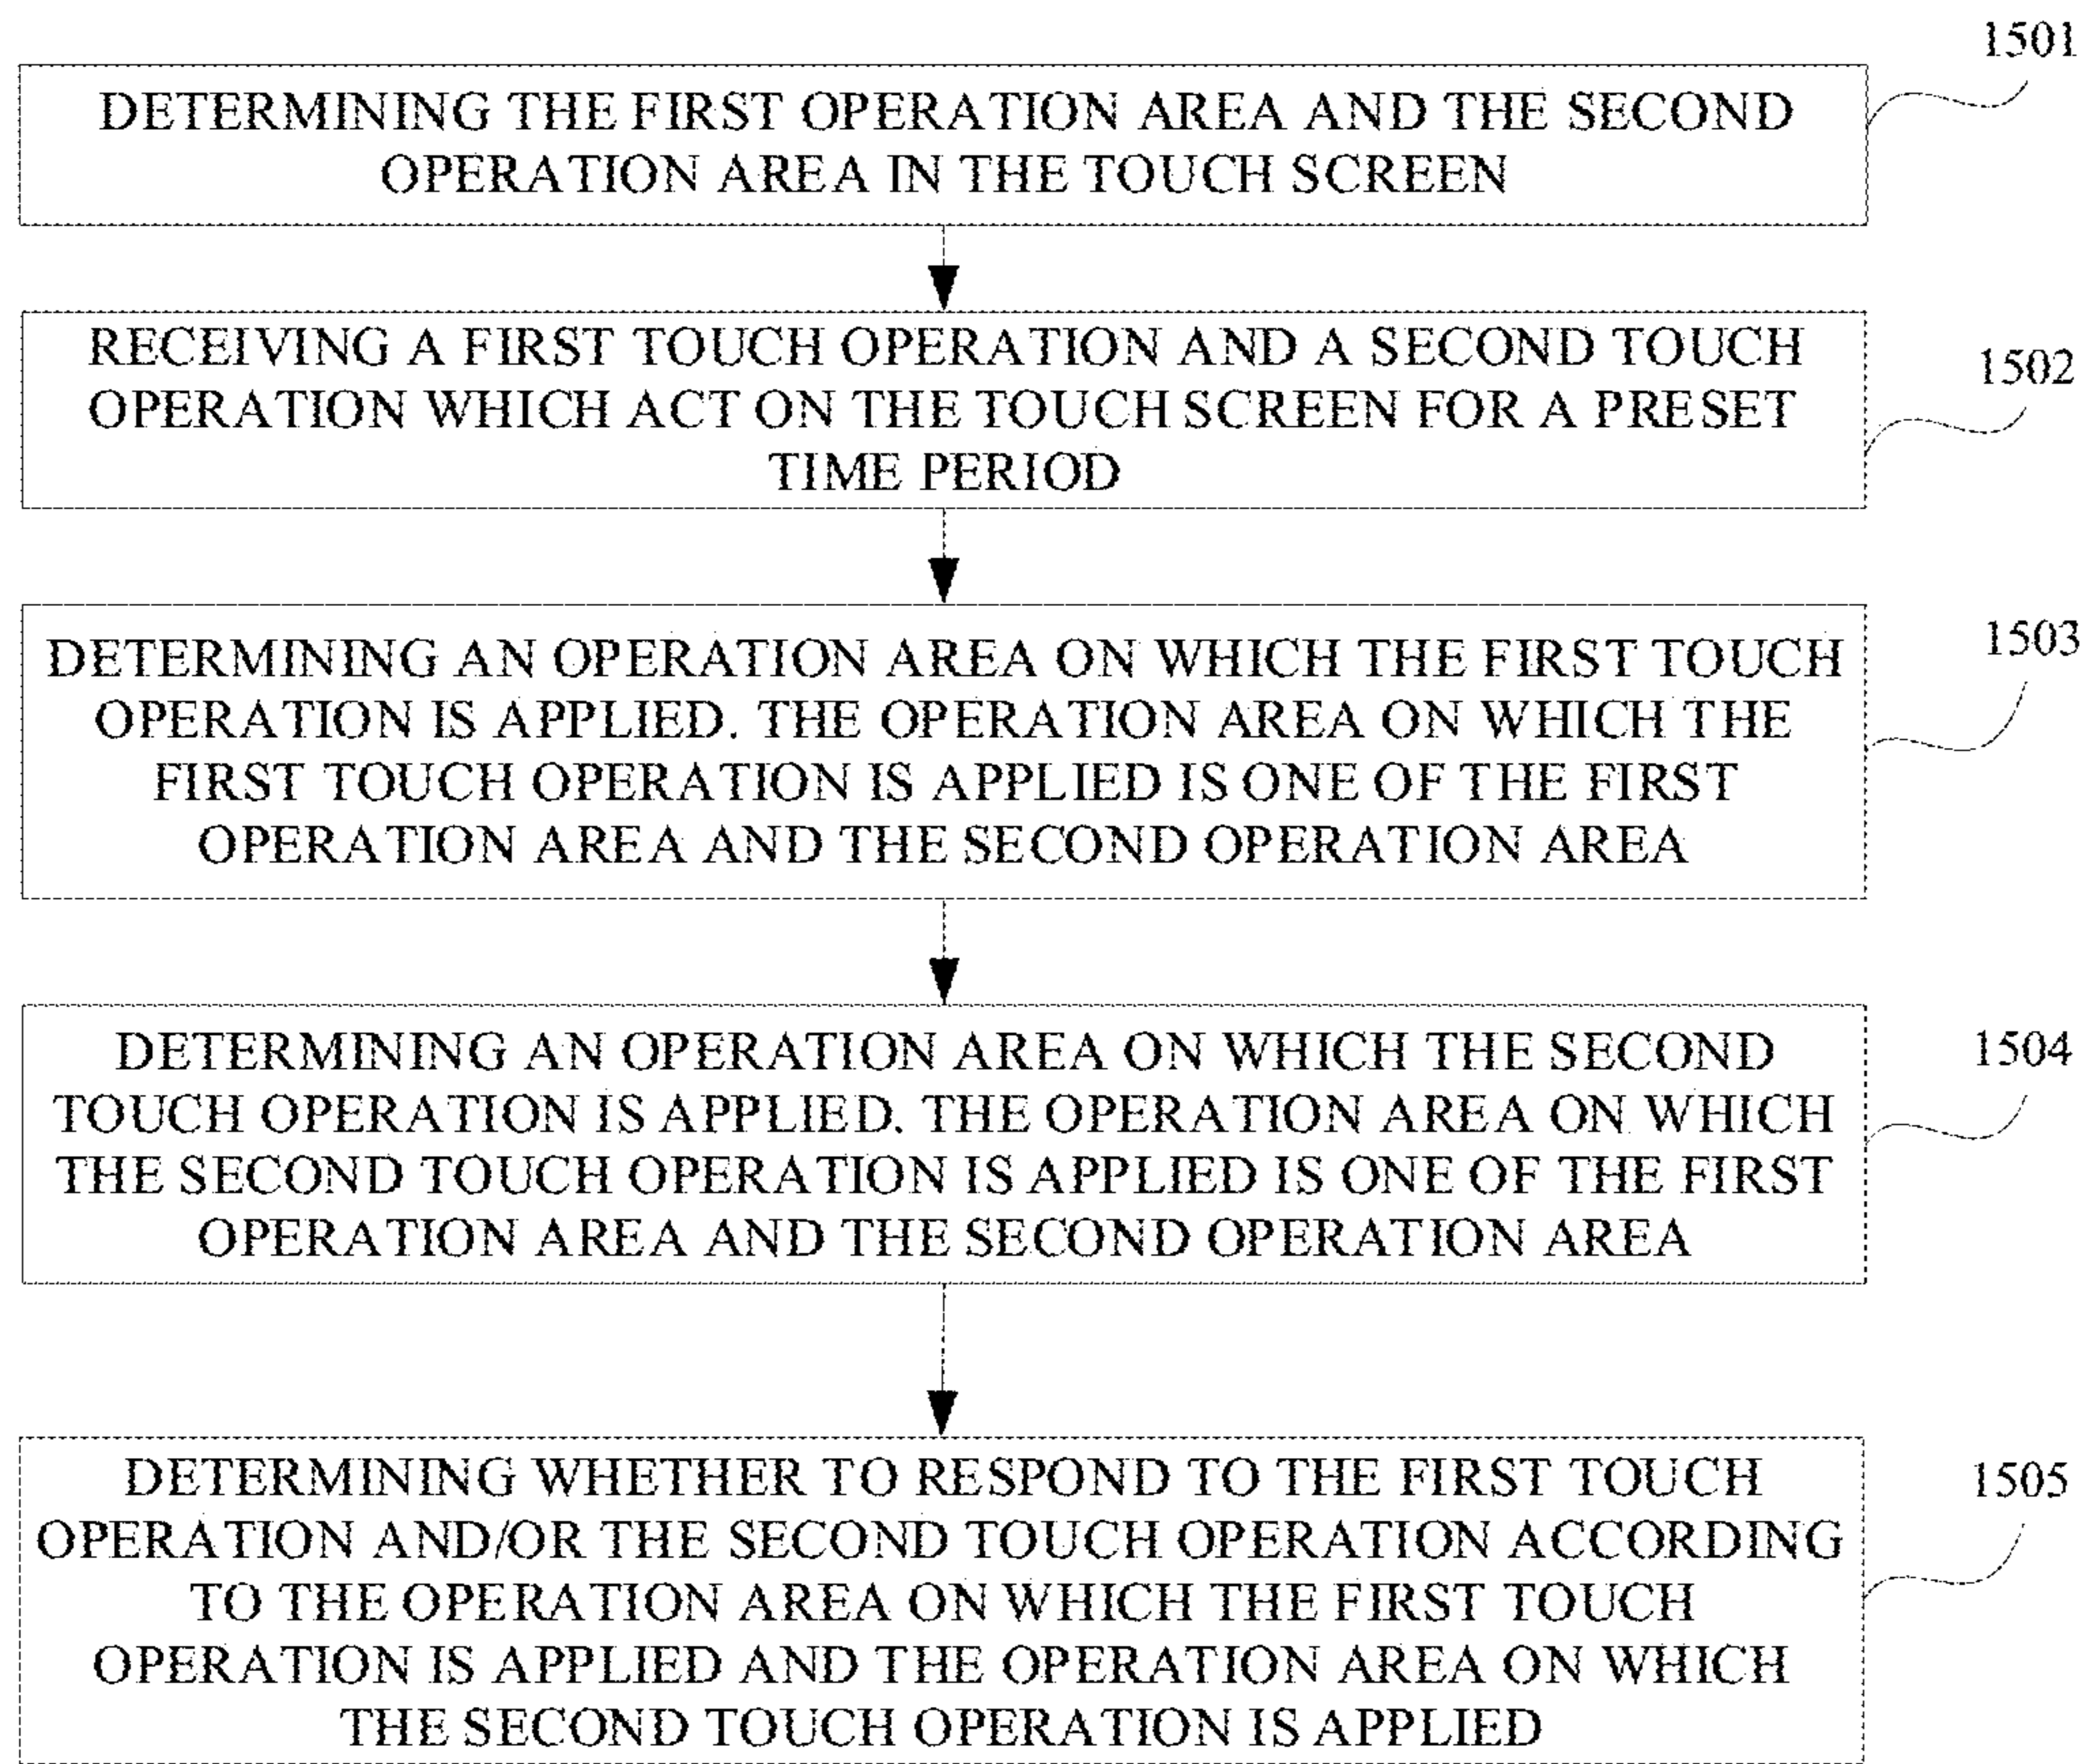 1501
DETERMINING THE FIRST OPERATION AREA AND THE SECOND
OPERATION AREA IN THE TOUCH SCREEN
RECEIVING A FIRST TOUCH OPERATION AND A SECOND TOUCH
OPERATION WHICH ACT ON THE TOUCH SCREEN FOR A PRESET
TIME PERIOD
1502
DETERMINING AN OPERATION AREA ON WHICH THE FIRST TOUCH
OPERATION IS APPLIED. THE OPERATION AREA ON WHICH THE
FIRST TOUCH OPERATION IS APPLIED IS ONE OF THE FIRST
OPERATION AREA AND THE SECOND OPERATION AREA
1503
DETERMINING AN OPERATION AREA ON WHICH THE SECOND
TOUCH OPERATION IS APPLIED. THE OPERATION AREA ON WHICH
THE SECOND TOUCH OPERATION IS APPLIED IS ONE OF THE FIRST
OPERATION AREA AND THE SECOND OPERATION AREA
1504
DETERMINING WHETHER TO RESPOND TO THE FIRST TOUCH
OPERATION AND/OR THE SECOND TOUCH OPERATION ACCORDING
TO THE OPERATION AREA ON WHICH THE FIRST TOUCH
OPERATION IS APPLIED AND THE OPERATION AREA ON WHICH
THE SECOND TOUCH OPERATION IS APPLIED
1505